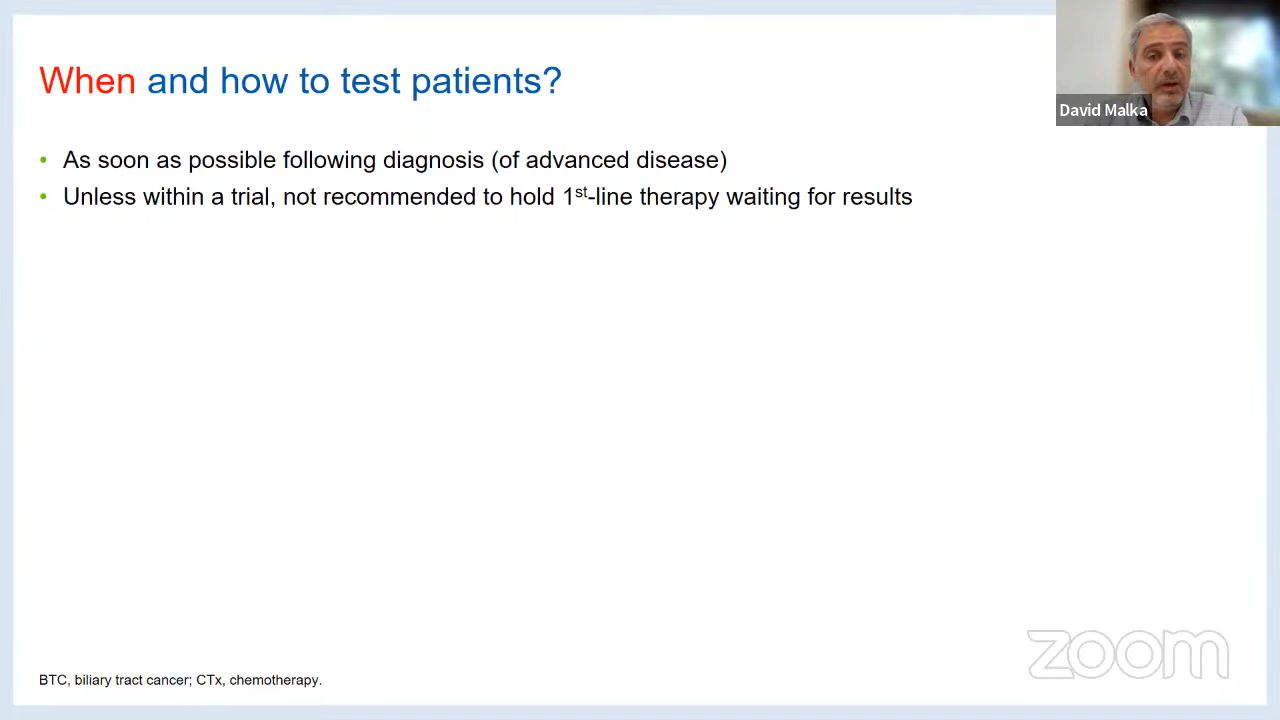 When and how to test patients?
David Malka
• As soon as possible following diagnosis (of advanced disease)
• Unless within a trial, not recommended to hold 1st-line therapy waiting for results
zoom
BTC, biliary tract cancer; CTx, chemotherapy.